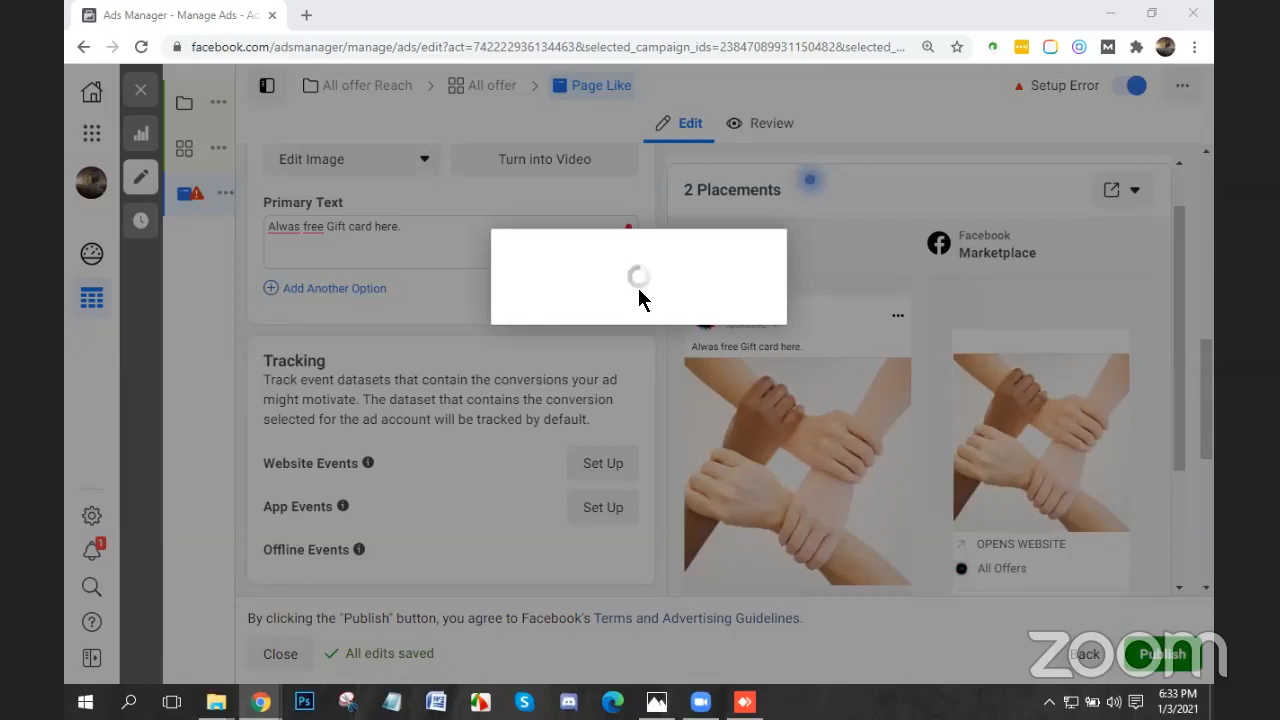 Ads Manager - Manage Ads - Ad
facebook.com/adsmanager/manage/ads/edit?act=742222936134463&selected_campaign_ids=23847089931150482&selected_...
All offer Reach
All offer
Page Like
Setup Error
Edit
Review
Edit Image
Turn into Video
2 Placements
Primary Text
Alwas free Gift card here.
Facebook
Marketplace
Add Another Option
Alwas free Gift card here.
Tracking
Track event datasets that contain the conversions your ad
might motivate. The dataset that contains the conversion
selected for the ad account will be tracked by default.
Website Events
Set Up
App Events
Set Up
Offline Events
OPENS WEBSITE
All Offers
By clicking the "Publish" button, you agree to Facebook's Terms and Advertising Guidelines.
Close
All edits saved
Back
Publish
zoom
1
6:33 PM
1/3/2021